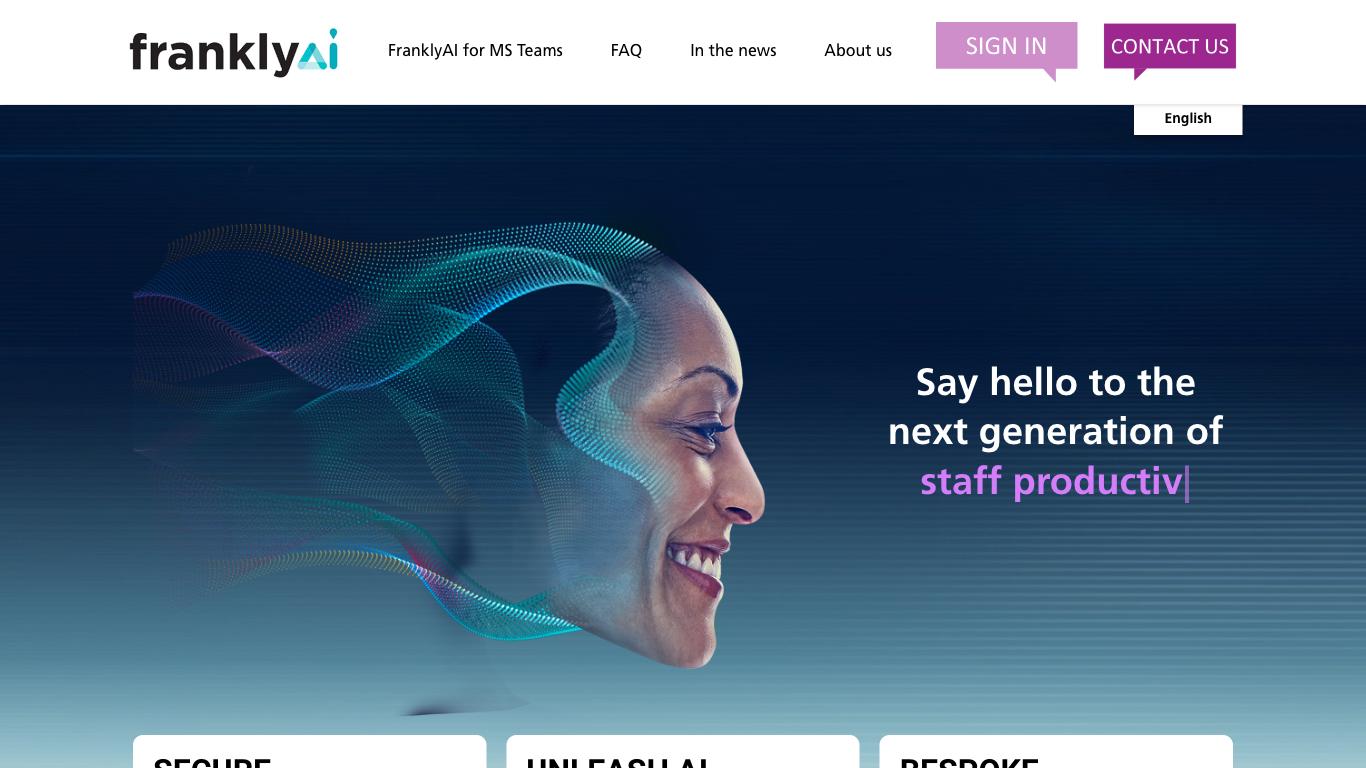 franklyai
FranklyAI for MS Teams
FAQ
In the news
About us
SIGN IN
CONTACT US
English
Say hello to the
next generation of
staff productiv
SECURE
UNLEASH AI
BESPOKE